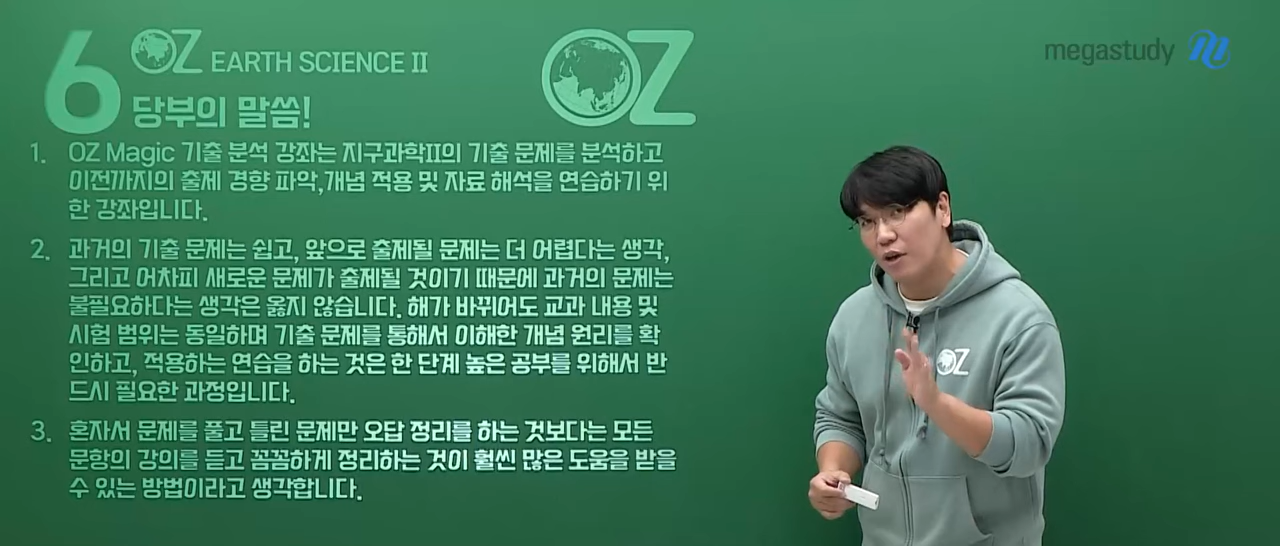 6
OZ EARTH SCIENCE II
당부의 말씀!
OZ
megastudy
1. OZ Magic 기출 분석 강좌는 지구과학II의 기출 문제를 분석하고
이전까지의 출제 경향 파악,개념 적용 및 자료 해석을 연습하기 위
한 강좌입니다.
2. 과거의 기출 문제는 쉽고, 앞으로 출제될 문제는 더 어렵다는 생각,
그리고 어차피 새로운 문제가 출제될 것이기 때문에 과거의 문제는
불필요하다는 생각은 옳지 않습니다. 해가 바뀌어도 교과 내용 및
시험 범위는 동일하며 기출 문제를 통해서 이해한 개념 원리를 확
인하고, 적용하는 연습을 하는 것은 한 단계 높은 공부를 위해서 반
드시 필요한 과정입니다.
3. 혼자서 문제를 풀고 틀린 문제만 오답 정리를 하는 것보다는 모든
문항의 강의를 듣고 꼼꼼하게 정리하는 것이 훨씬 많은 도움을 받을
수 있는 방법이라고 생각합니다.
OZ